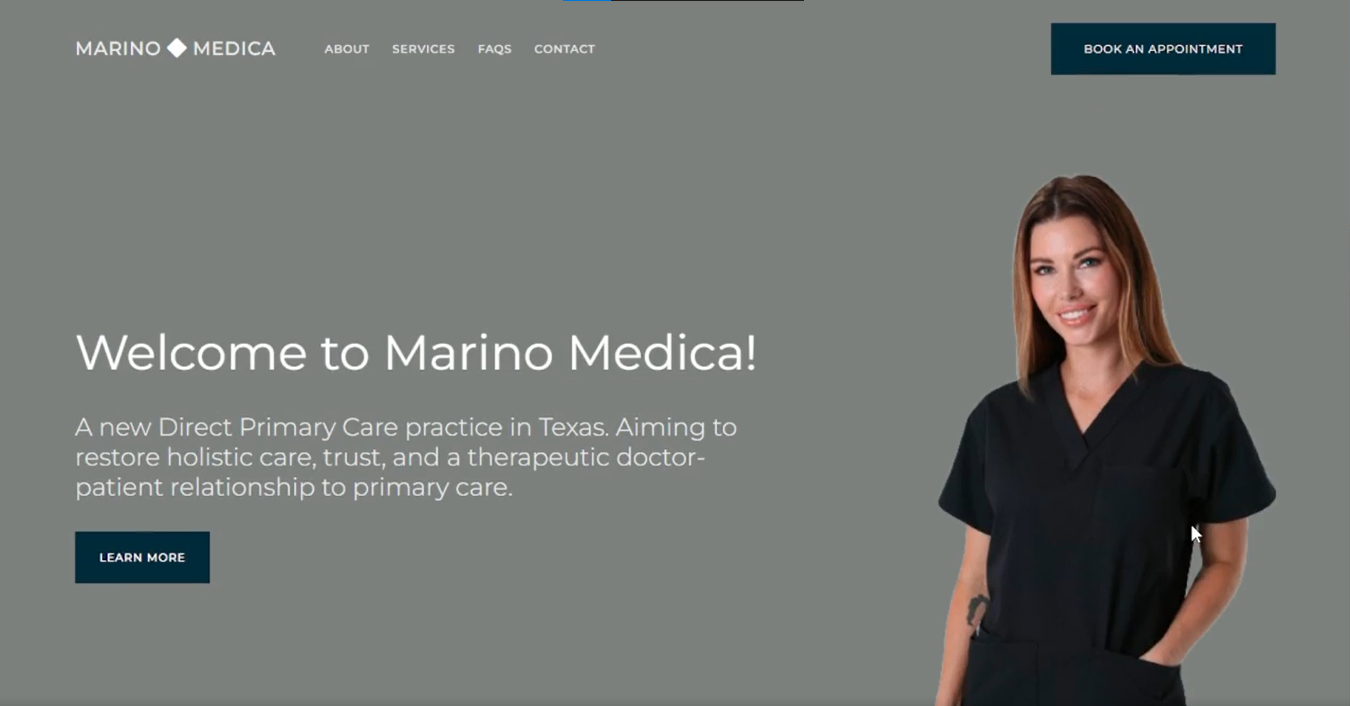 MARINO MEDICA
ABOUT
SERVICES
FAQS
CONTACT
BOOK AN APPOINTMENT
Welcome to Marino Medica!
A new Direct Primary Care practice in Texas. Aiming to
restore holistic care, trust, and a therapeutic doctor-
patient relationship to primary care.
LEARN MORE